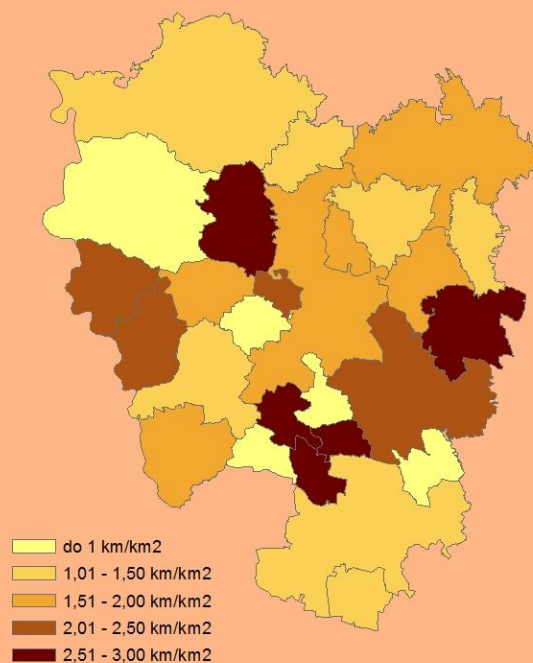 do 1 km/km2
1,01 - 1,50 km/km2
1,51 - 2,00 km/km2
2,01 - 2,50 km/km2
2,51 - 3,00 km/km2